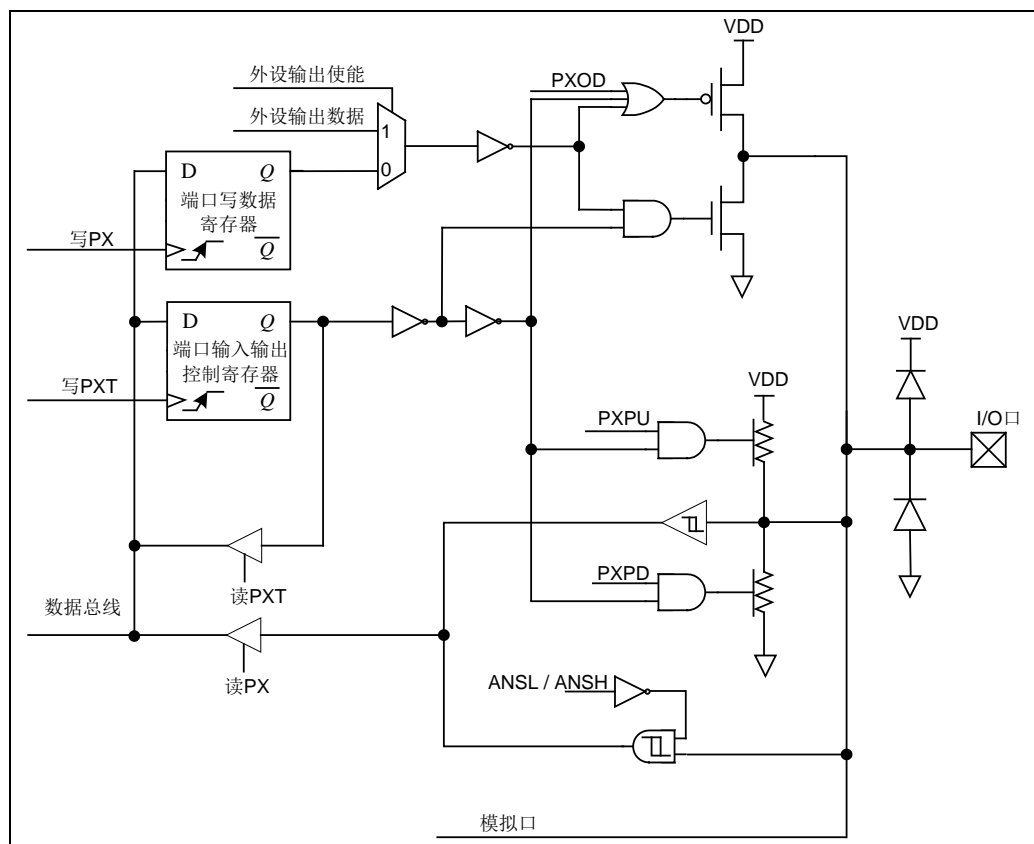 VDD
外设输出使能
PXOD
外设输出数据
1
D Q
0
端口写数据
寄存器
写PX
Q
D Q
端口输入输出
控制寄存器
VDD
写PXT
Q
VDD
PXPU
I/O口
PXPD
读PXT
数据总线
读PX
ANSL / ANSH
模拟口